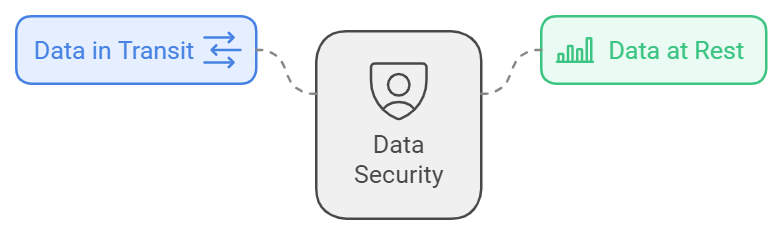 Data in Transit
Data at Rest
Data
Security